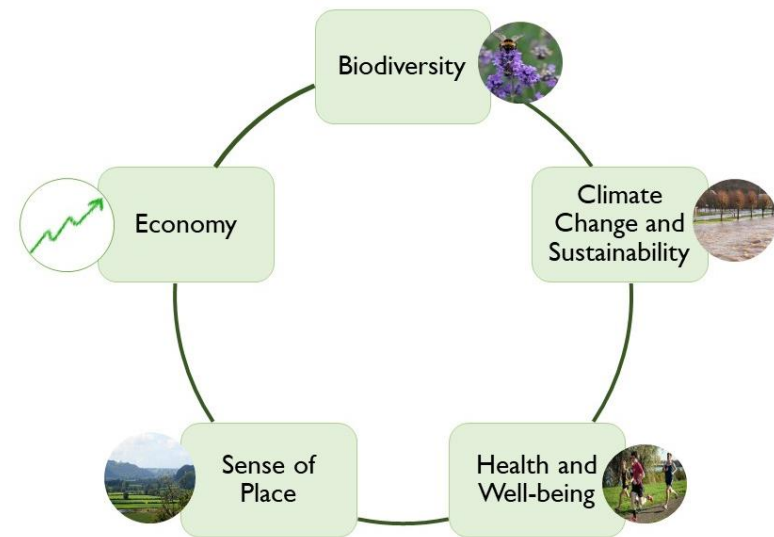 Biodiversity
Climate
Change and
Sustainability
Health and
Well-being
Sense of
Place
Economy